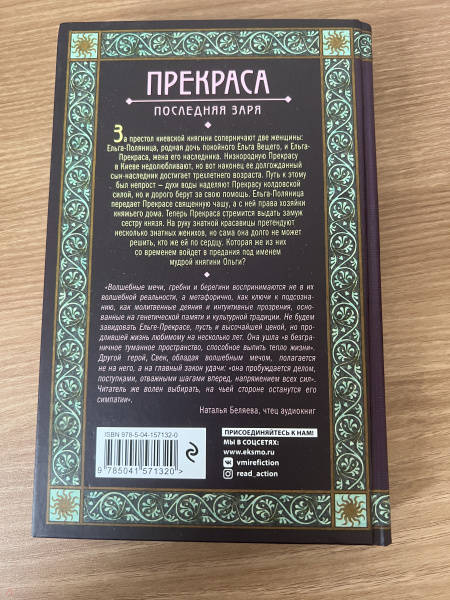 ПРЕКРАСА
ПОСЛЕДНЯЯ ЗАРЯ
За престол киевской княгини соперничают две женщины:
Ельга-Поляница, родная дочь покойного Ельга Вещего, и Ельга-
Прекраса, жена его наследника. Низкородную Прекрасу
в Киеве недолюбливают, но вот наконец ее долгожданный
сын-наследник достигает трехлетнего возраста. Путь к этому
был непрост – духи воды наделяют Прекрасу колдовской
силой, но и дорого берут за свою помощь. Ельга-Поляница
передает Прекрасе священную чашу, а с ней права хозяйки
княжьего дома. Теперь Прекраса стремится выдать замуж
сестру князя. На руку знатной красавицы претендуют
несколько знатных женихов, но сама она долго не может
решить, кто же ей по сердцу. Которая же из них
со временем войдет в предания под именем
мудрой княгини Ольги?
«Волшебные мечи, гребни и берегини воспринимаются не в их
волшебной реальности, а метафорично, как ключи к подсозна-
нию, как молитвенные деяния и интуитивные прозрения, осно-
ванные на генетической памяти и культурной традиции. Не будем
завидовать Ельге-Прекрасе, пусть и высочайшей ценой, но про-
длившей жизнь любимому на несколько лет. Она ушла «в безгра-
ничное туманное пространство, способное выпить тепло жизни».
Другой герой, Свен, обладая волшебным мечом, полагается
не на него, а на главный закон удачи: «она пробуждается делом,
поступками, отважными шагами вперед, напряжением всех сил».
Читатель же волен выбирать, на чьей стороне останутся его
симпатии».
Наталья Беляева, чтец аудиокниг
ISBN 978-5-04-157132-0
9785041571320
ПРИСОЕДИНЯЙТЕСЬ К НАМ!
МЫ В СОЦСЕТЯХ:
www.eksmo.ru
vmirefiction
read_action